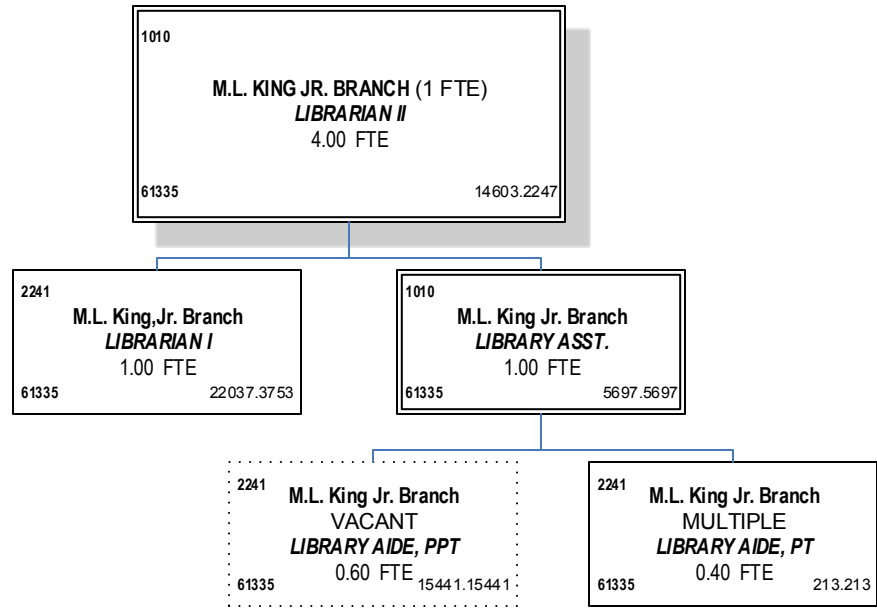 1010
M.L. KING JR. BRANCH (1 FTE)
LIBRARIAN II
4.00 FTE
61335 14603.2247
2241
M.L. King,Jr. Branch
LIBRARIAN I
1.00 FTE
61335 22037.3753
1010
M.L. King Jr. Branch
LIBRARY ASST.
1.00 FTE
61335 5697.5697
2241
M.L. King Jr. Branch
VACANT
LIBRARY AIDE, PPT
0.60 FTE
61335 15441.15441
2241
M.L. King Jr. Branch
MULTIPLE
LIBRARY AIDE, PT
0.40 FTE
61335 213.213